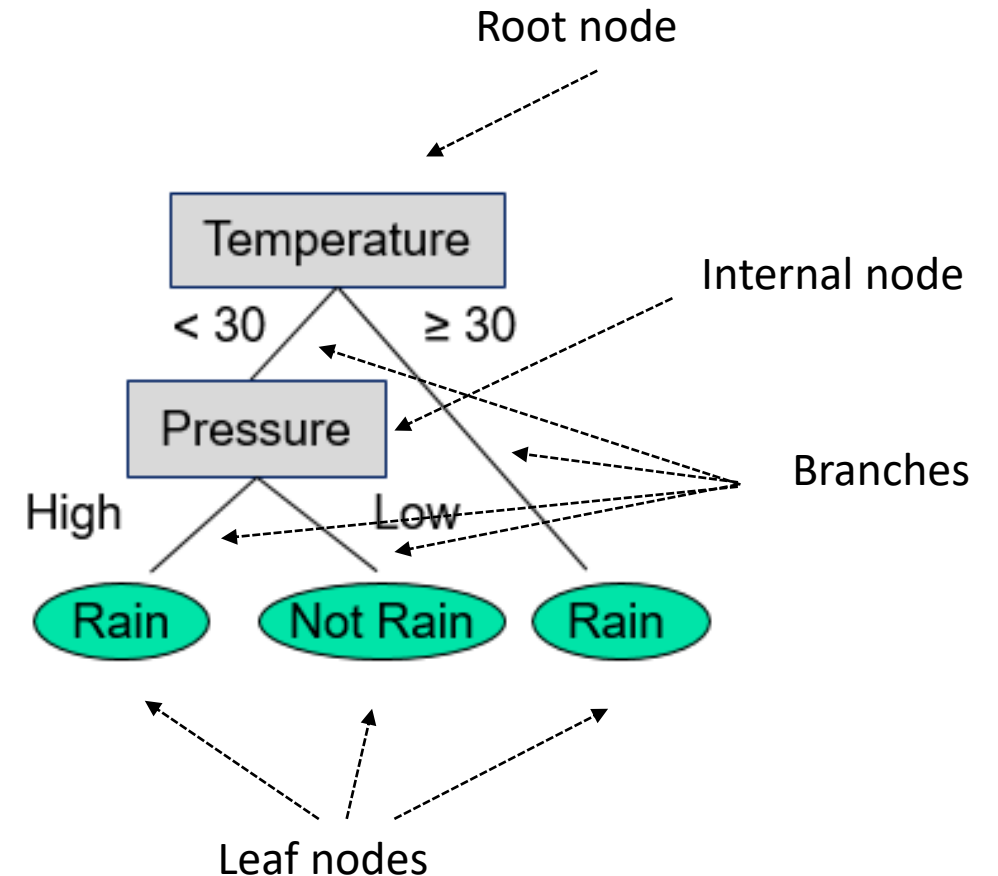 Root node
Temperature
Internal node
< 30
≥ 30
Pressure
Branches
High
Low
Rain
Not Rain
Rain
Leaf nodes